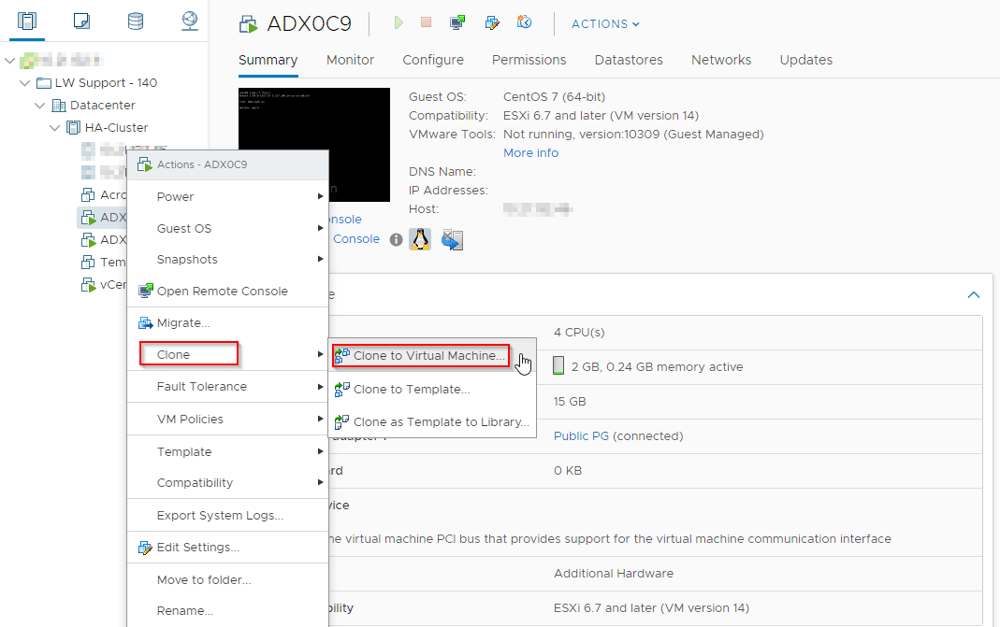 ADX0C9
ACTIONS
Summary Monitor Configure Permissions Datastores Networks Updates
LW Support - 140
Datacenter
HA-Cluster
Acro
ADX
ADX
Tem
vCer
Guest OS: CentOS 7 (64-bit)
Compatibility: ESXi 6.7 and later (VM version 14)
VMware Tools: Not running, version:10309 (Guest Managed)
More info
DNS Name:
IP Addresses:
Host:
onsole
Console
Actions - ADX0C9
Power
Guest OS
Snapshots
Open Remote Console
Migrate...
Clone
Fault Tolerance
VM Policies
Template
Compatibility
Export System Logs...
Edit Settings...
Move to folder...
Rename...
Clone to Virtual Machine...
Clone to Template...
Clone as Template to Library...
e
4 CPU(s)
2 GB, 0.24 GB memory active
15 GB
Public PG (connected)
rd 0 KB
vice
he virtual machine PCI bus that provides support for the virtual machine communication interface
Additional Hardware
bility ESXi 6.7 and later (VM version 14)